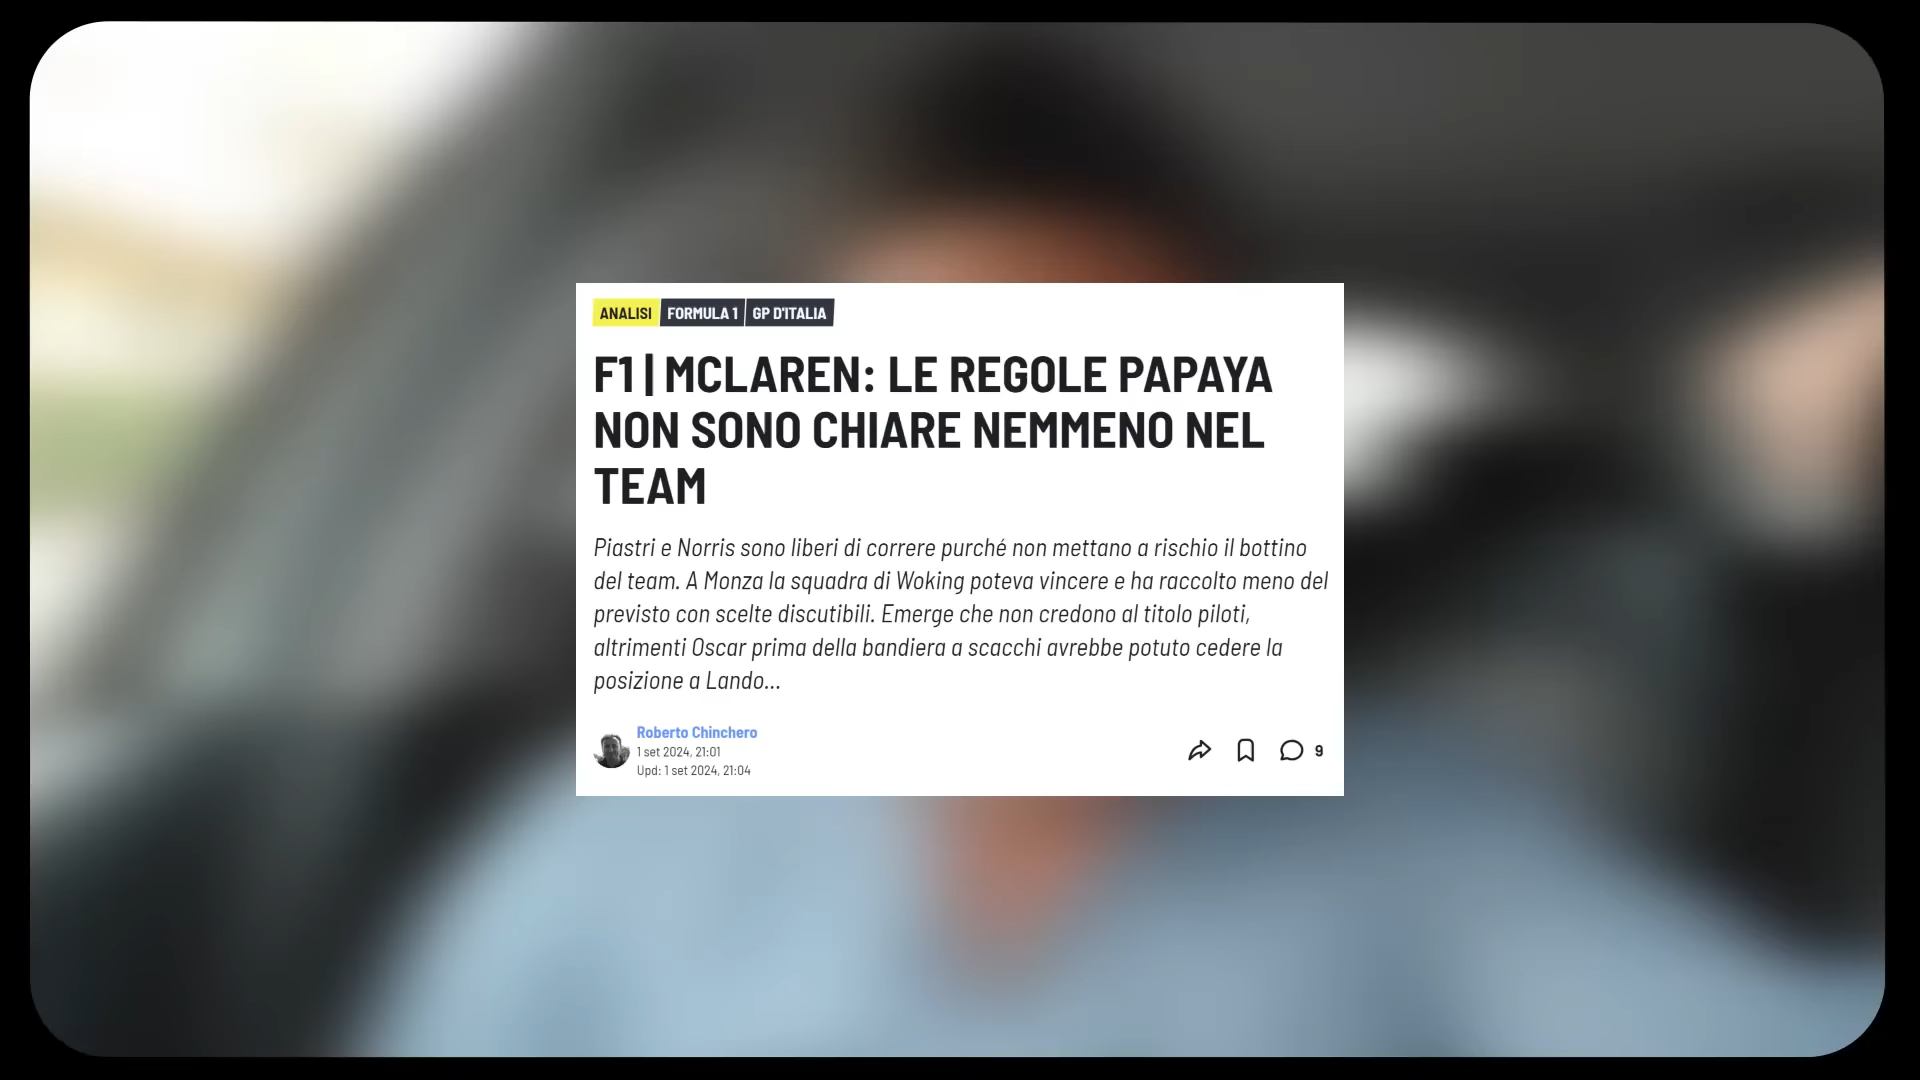 ANALISI FORMULA 1 GP D'ITALIA
F1 | MCLAREN: LE REGOLE PAPAYA
NON SONO CHIARE NEMMENO NEL
TEAM
Piastri e Norris sono liberi di correre purché non mettano a rischio il bottino
del team. A Monza la squadra di Woking poteva vincere e ha raccolto meno del
previsto con scelte discutibili. Emerge che non credono al titolo piloti,
altrimenti Oscar prima della bandiera a scacchi avrebbe potuto cedere la
posizione a Lando...
Roberto Chinchero
1 set 2024, 21:01
Upd: 1 set 2024, 21:04
9